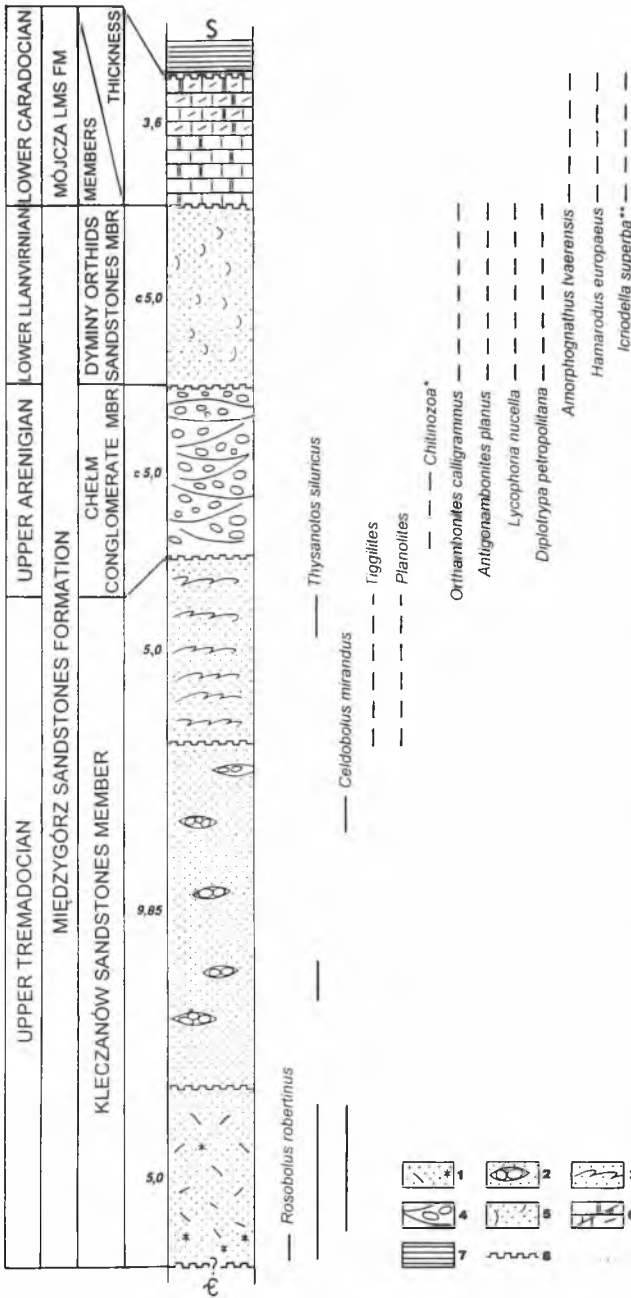 UPPER TREMADOCIAN
UPPER ARENIGIAN
LOWER LLANVIRNIAN
LOWER CARADOCIAN
MIĘDZYGÓRZ SANDSTONES FORMATION
MÓJCZA LMS FM
KLECZANÓW SANDSTONES MEMBER
CHEŁM
CONGLOMERATE MBR
DYMINY ORTHIDS
SANDSTONES MBR
MEMBERS
THICKNESS
5,0
9,85
5,0
c 5,0
c 5,0
3,6
S
Є
?
Rosobolus robertinus
Thysanotos siluricus
Celdobolus mirandus
Tiggilites
Planolites
Chitinozoa*
Orthambonites calligrammus
Antigonambonites planus
Lycophoria nucella
Diplotrypa petropolitana
Amorphognathus tvaerensis
Hamarodus europaeus
Icriodella superba**
1
2
3
4
5
6
7
8